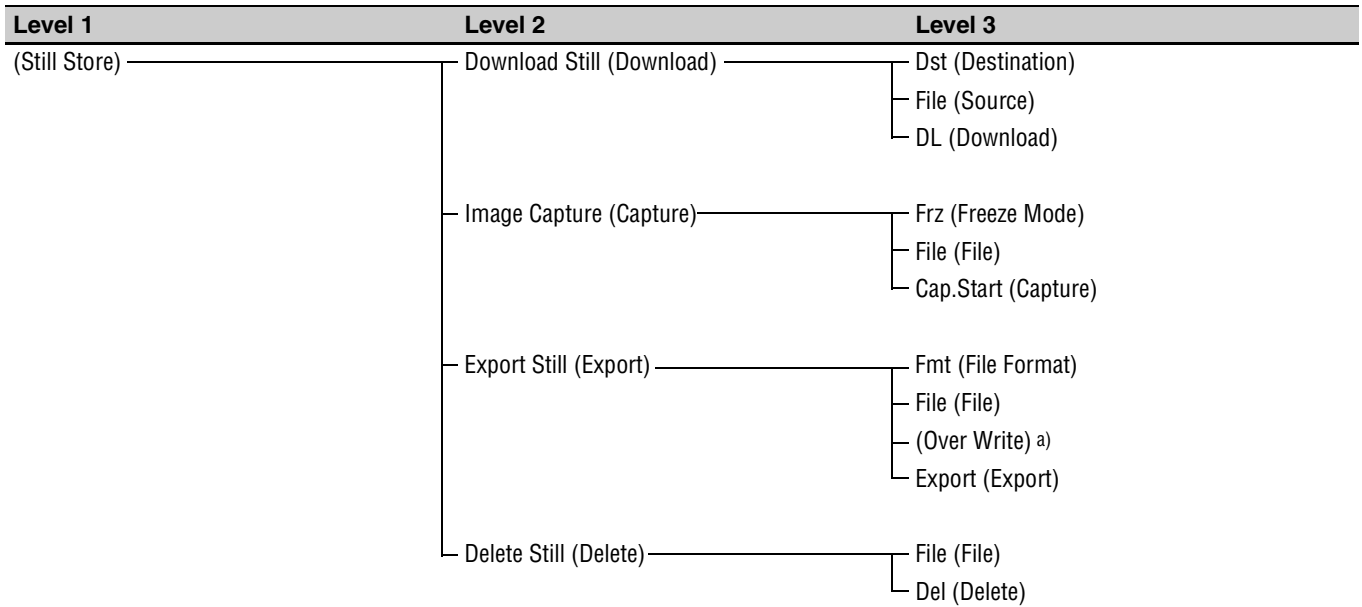 Level 1 Level 2 Level 3
(Still Store) Download Still (Download) Dst (Destination)
File (Source)
DL (Download)
Image Capture (Capture) Frz (Freeze Mode)
File (File)
Cap.Start (Capture)
Export Still (Export) Fmt (File Format)
File (File)
(Over Write) a)
Export (Export)
Delete Still (Delete) File (File)
Del (Delete)